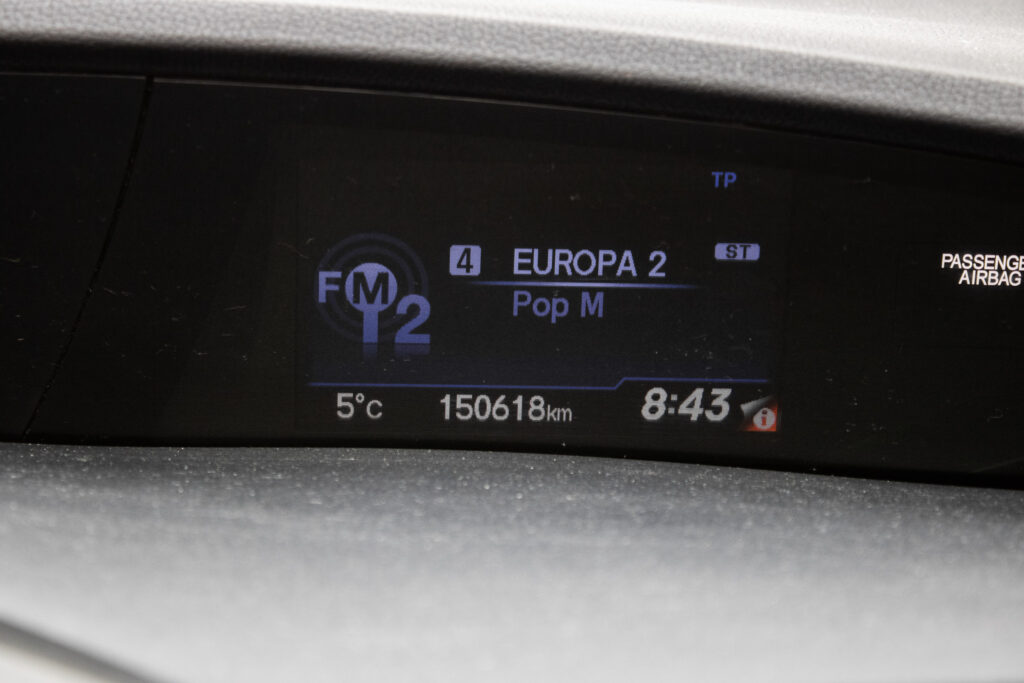 TP
4 EUROPA 2 ST
FM2 Pop M
PASSENGE
AIRBAG
5°C 150618km 8:43 i